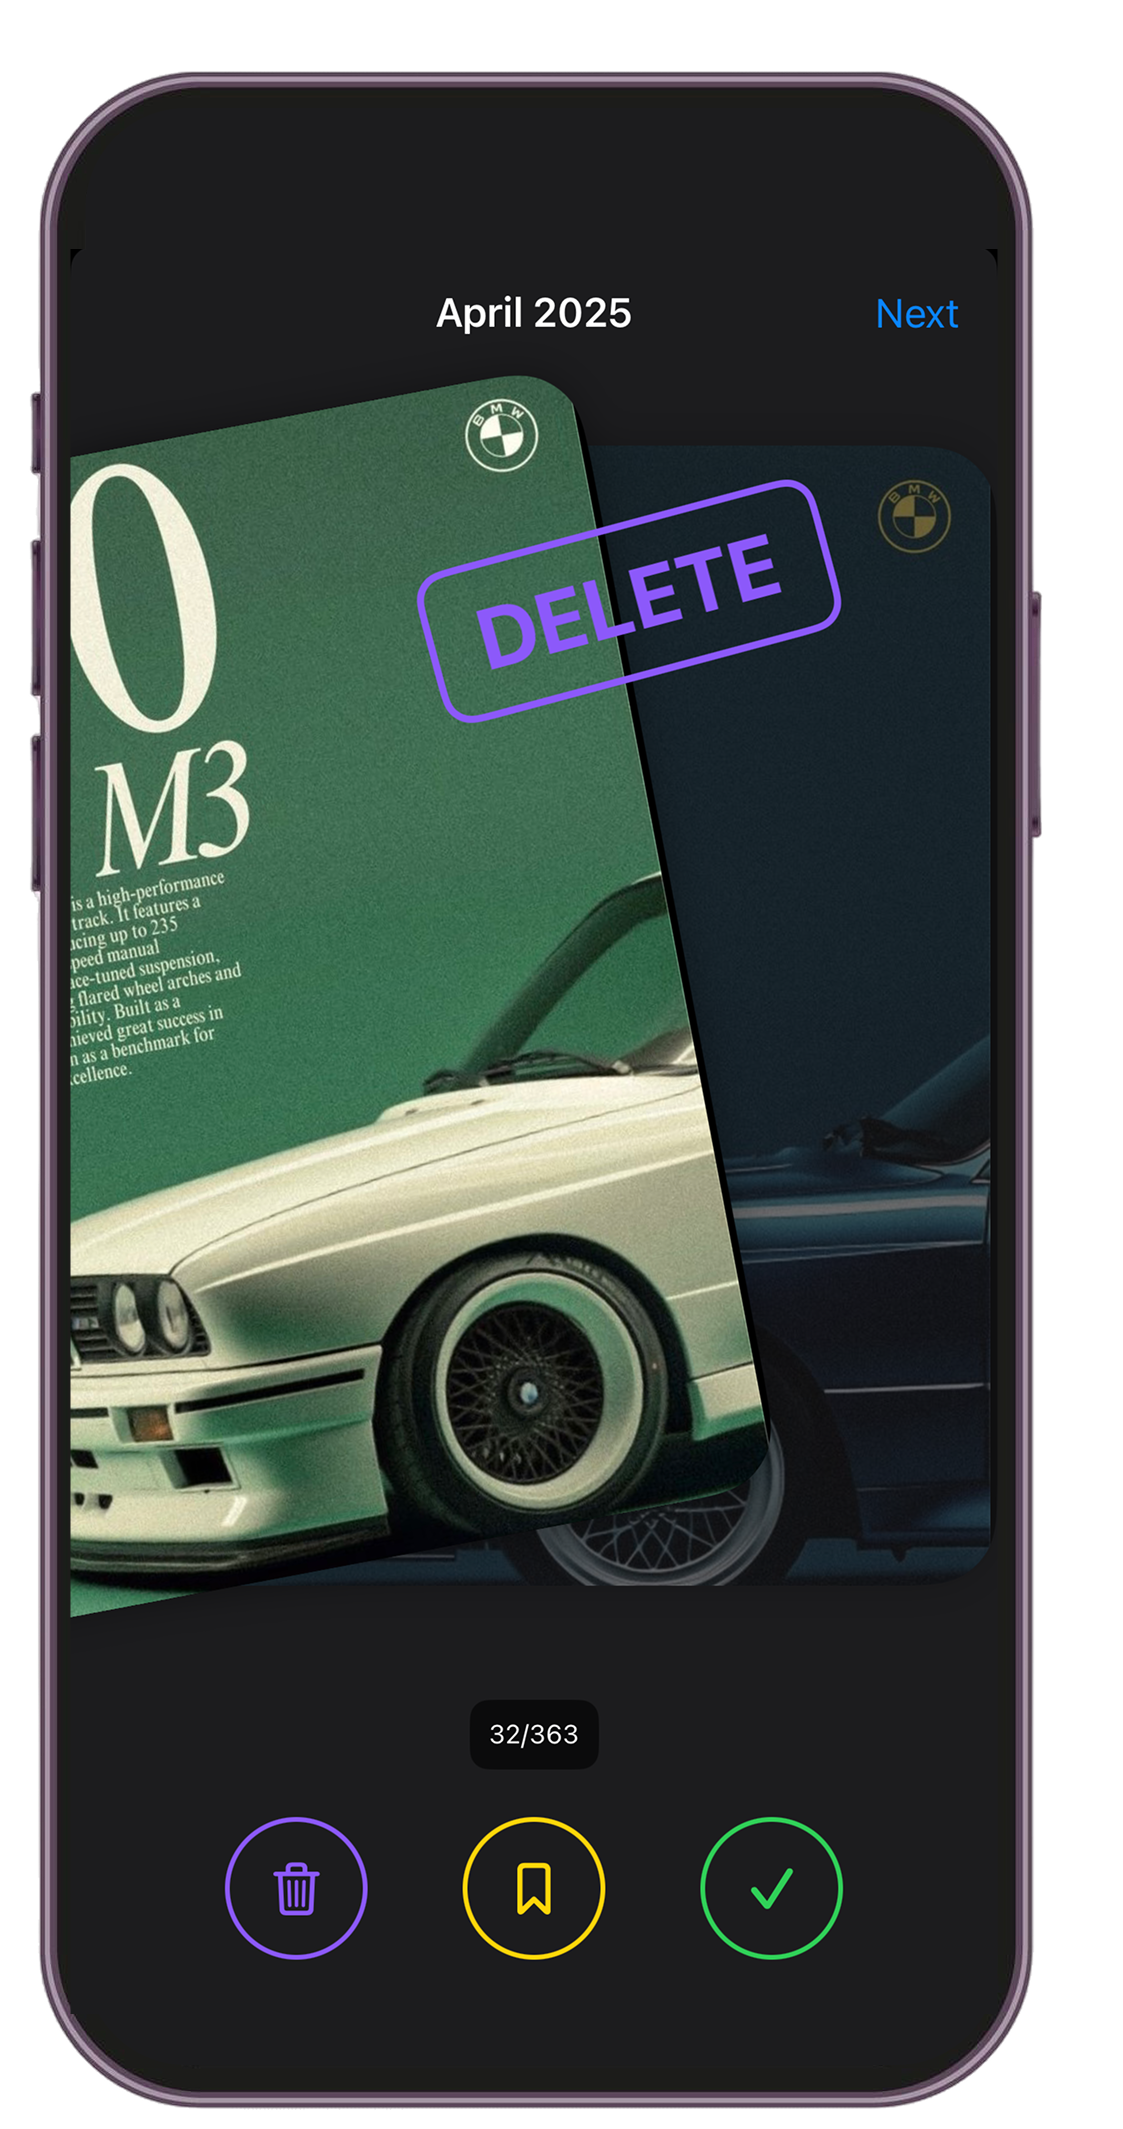 April 2025
Next
BMW
BMW
DELETE
0
M3
is a high-performance
track. It features a
ucing up to 235
peed manual
ce-tuned suspension,
flared wheel arches and
bility. Built as a
hieved great success in
n as a benchmark for
cellence.
32/363